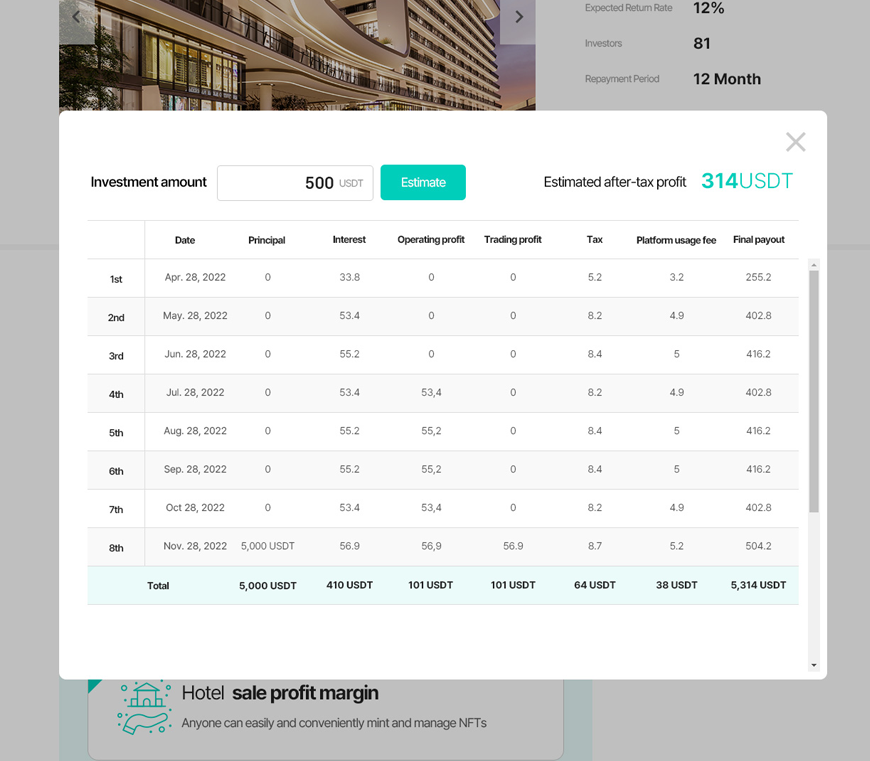 Expected Return Rate 12%
Investors 81
Repayment Period 12 Month
Investment amount 500 USDT Estimate Estimated after-tax profit 314USDT
Date Principal Interest Operating profit Trading profit Tax Platform usage fee Final payout
1st Apr. 28, 2022 0 33.8 0 0 5.2 3.2 255.2
2nd May. 28, 2022 0 53.4 0 0 8.2 4.9 402.8
3rd Jun. 28, 2022 0 55.2 0 0 8.4 5 416.2
4th Jul. 28, 2022 0 53.4 53,4 0 8.2 4.9 402.8
5th Aug. 28, 2022 0 55.2 55,2 0 8.4 5 416.2
6th Sep. 28, 2022 0 55.2 55,2 0 8.4 5 416.2
7th Oct 28, 2022 0 53.4 53,4 0 8.2 4.9 402.8
8th Nov. 28, 2022 5,000 USDT 56.9 56,9 56.9 8.7 5.2 504.2
Total 5,000 USDT 410 USDT 101 USDT 101 USDT 64 USDT 38 USDT 5,314 USDT
Hotel sale profit margin
Anyone can easily and conveniently mint and manage NFTs